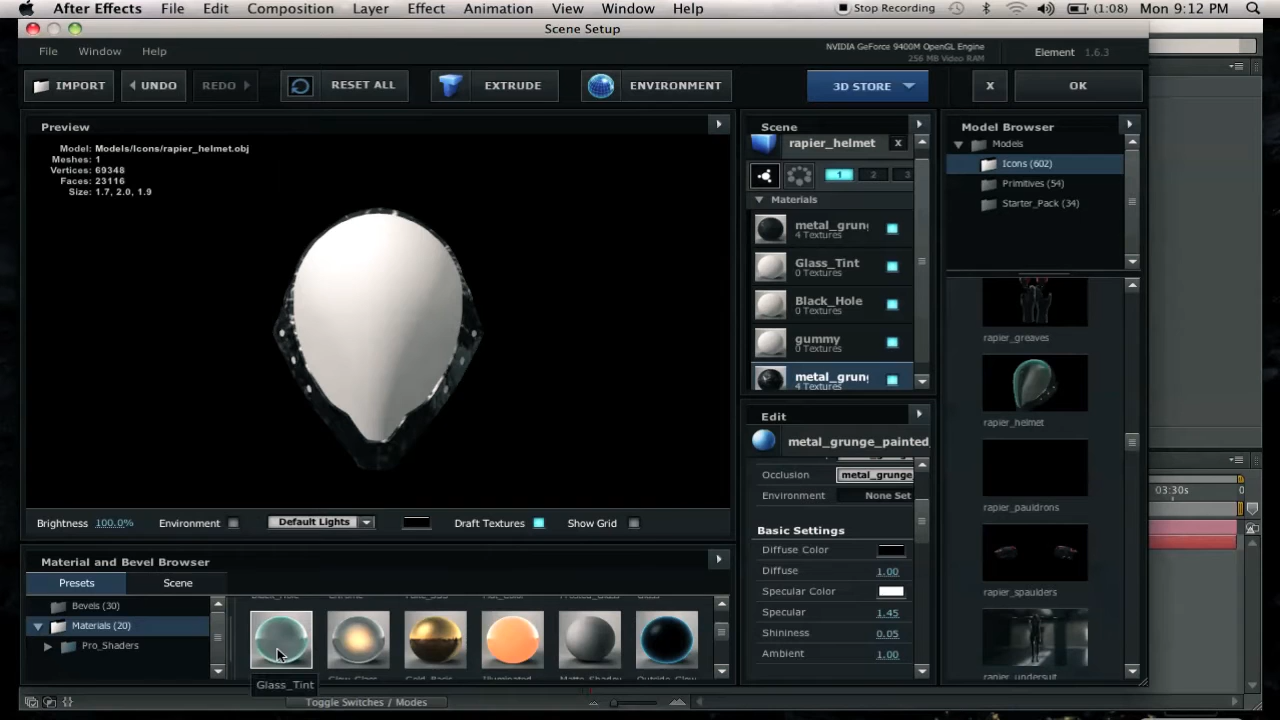 After Effects File Edit Composition Layer Effect Animation View Window Help Stop Recording (1:08) Mon 9:12 PM
Scene Setup
File Window Help
NVIDIA GeForce 9400M OpenGL Engine
256 MB Video RAM
Element 1.6.3
IMPORT UNDO REDO RESET ALL EXTRUDE ENVIRONMENT 3D STORE X OK
Preview
Model: Models/Icons/rapier_helmet.obj
Meshes: 1
Vertices: 69348
Faces: 23116
Size: 1.7, 2.0, 1.9
Brightness 100.0% Environment Default Lights Draft Textures Show Grid
Scene
rapier_helmet X
1 2 3
Materials
metal_grun
4 Textures
Glass_Tint
0 Textures
Black_Hole
0 Textures
gummy
0 Textures
metal_grun
4 Textures
Edit
metal_grunge_painted_
Occlusion metal_grunge
Environment None Set
Basic Settings
Diffuse Color
Diffuse 1.00
Specular Color
Specular 1.45
Shininess 0.05
Ambient 1.00
Model Browser
Models
Icons (602)
Primitives (54)
Starter_Pack (34)
rapier_greaves
rapier_helmet
rapier_pauldrons
rapier_spaulders
rapier_undersuit
03:30s 0
Material and Bevel Browser
Presets Scene
Bevels (30)
Materials (20)
Pro_Shaders
Glass_Tint
Toggle Switches / Modes